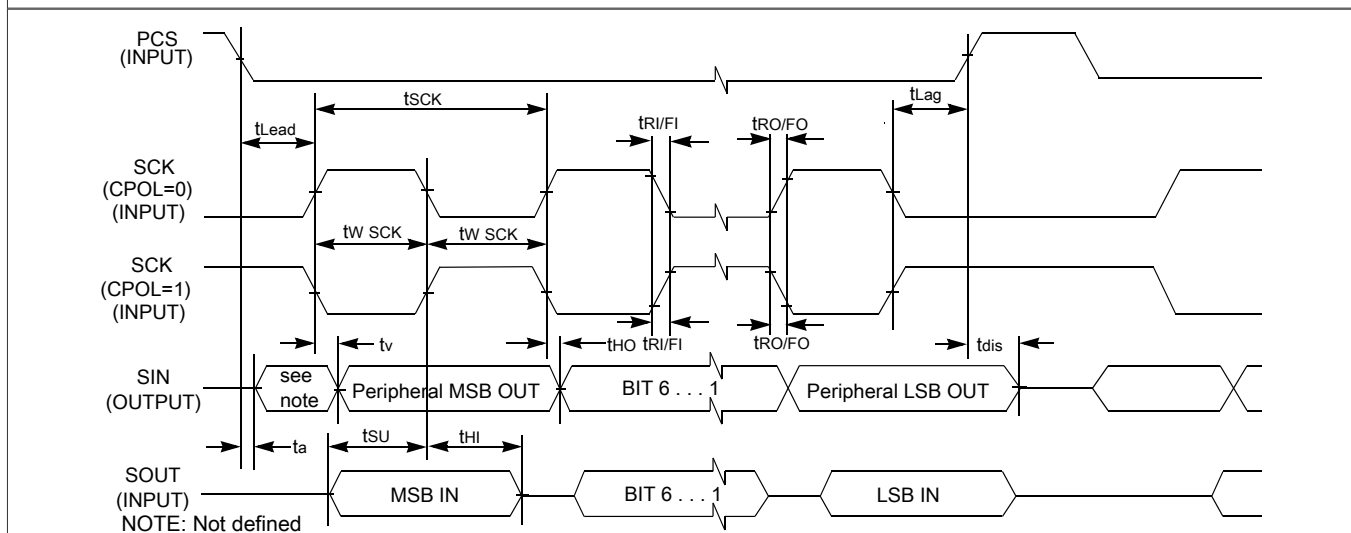 PCS
(INPUT)
tSCK
tLag
tLead
tRI/FI
tRO/FO
SCK
(CPOL=0)
(INPUT)
tW SCK
tW SCK
SCK
(CPOL=1)
(INPUT)
tv
tHO
tRI/FI
tRO/FO
tdis
SIN
(OUTPUT)
see
note
Peripheral MSB OUT
BIT 6 . . . 1
Peripheral LSB OUT
ta
tSU
tHI
SOUT
(INPUT)
MSB IN
BIT 6 . . . 1
LSB IN
NOTE: Not defined